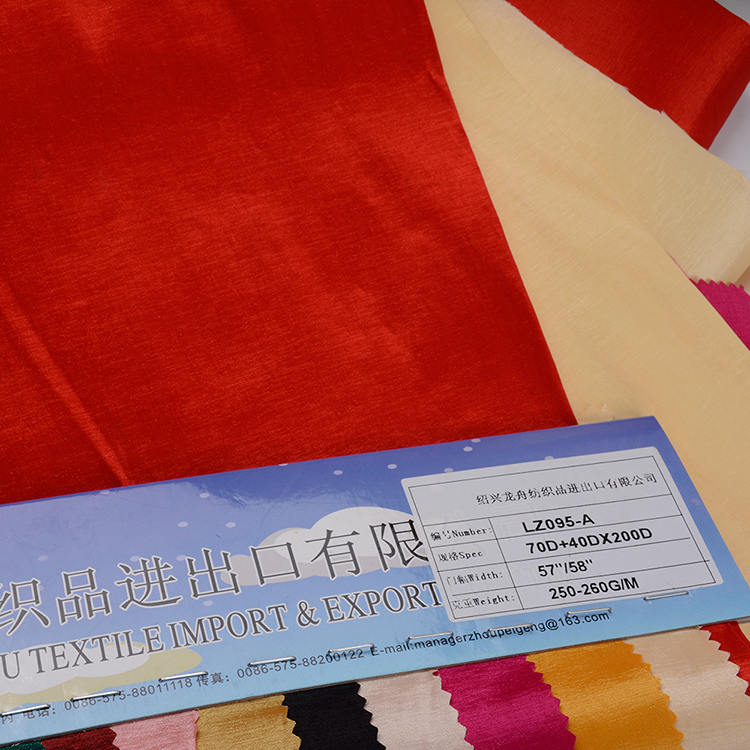 绍兴龙舟纺织品进出口有限公司
编号Number: LZ095-A
规格Spec 70D+40DX200D
门幅Width: 57"/58"
克重Weight: 250-260G/M
织品进出口有限
U TEXTILE IMPORT & EXPORT
电话: 0086-575-88011118 传真: 0086-575-88200122 E-mail:managerzhoupeigeng@163.com